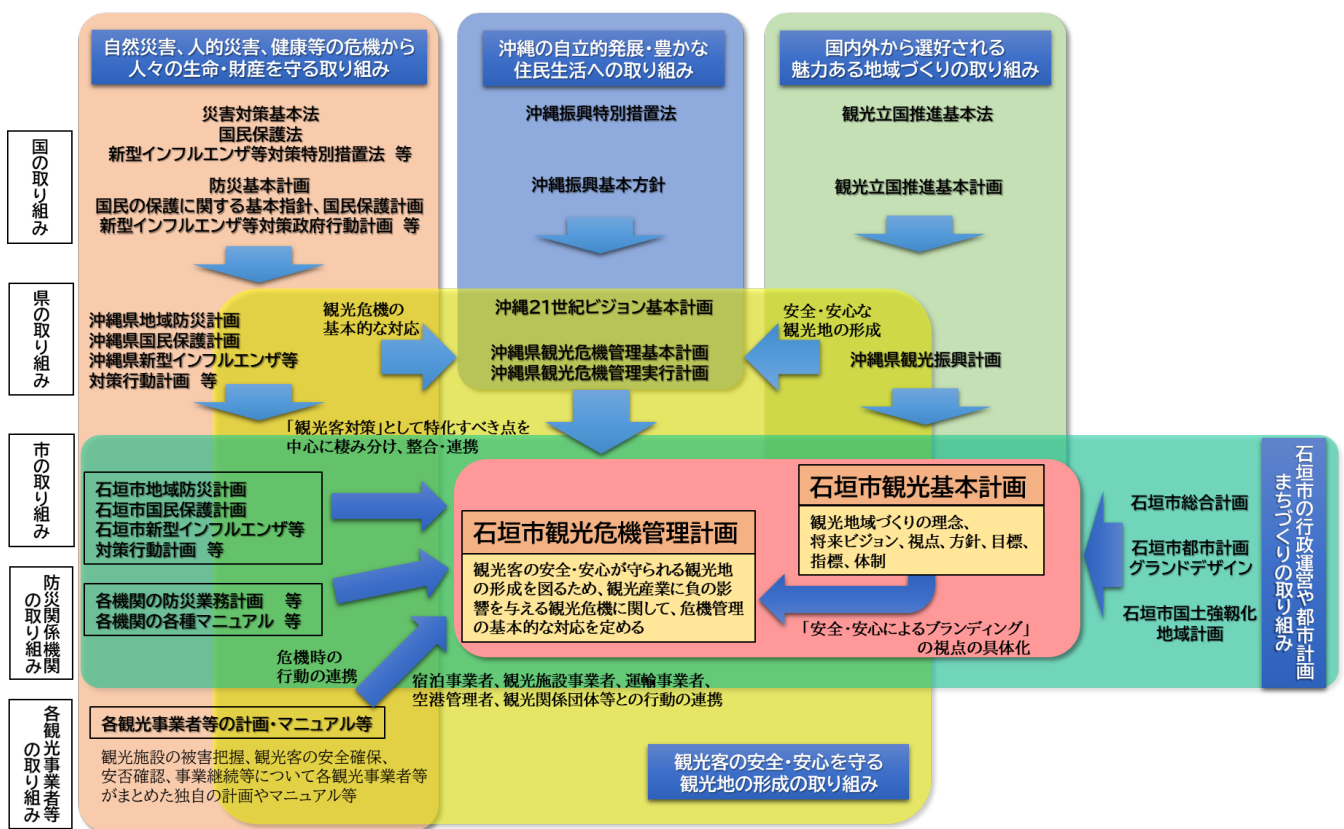 自然災害、人的災害、健康等の危機から
人々の生命・財産を守る取り組み
沖縄の自立的発展・豊かな
住民生活への取り組み
国内外から選好される
魅力ある地域づくりの取り組み
国の取り組み
災害対策基本法
国民保護法
新型インフルエンザ等対策特別措置法 等
防災基本計画
国民の保護に関する基本指針、国民保護計画
新型インフルエンザ等対策政府行動計画 等
沖縄振興特別措置法
沖縄振興基本方針
観光立国推進基本法
観光立国推進基本計画
県の取り組み
沖縄県地域防災計画
沖縄県国民保護計画
沖縄県新型インフルエンザ等
対策行動計画 等
観光危機の
基本的な対応
沖縄21世紀ビジョン基本計画
沖縄県観光危機管理基本計画
沖縄県観光危機管理実行計画
安全・安心な
観光地の形成
沖縄県観光振興計画
「観光客対策」として特化すべき点を
中心に棲み分け、整合・連携
市の取り組み
石垣市地域防災計画
石垣市国民保護計画
石垣市新型インフルエンザ等
対策行動計画 等
石垣市観光危機管理計画
観光客の安全・安心が守られる観光地
の形成を図るため、観光産業に負の影
響を与える観光危機に関して、危機管理
の基本的な対応を定める
石垣市観光基本計画
観光地域づくりの理念、
将来ビジョン、視点、方針、目標、
指標、体制
「安全・安心によるブランディング」
の視点の具体化
石垣市総合計画
石垣市都市計画
グランドデザイン
石垣市国土強靱化
地域計画
石垣市の行政運営や都市計画
まちづくりの取り組み
防災関係機関
の取り組み
各機関の防災業務計画 等
各機関の各種マニュアル 等
危機時の
行動の連携
宿泊事業者、観光施設事業者、運輸事業者、
空港管理者、観光関係団体等との行動の連携
各観光事業者等
の取り組み
各観光事業者等の計画・マニュアル等
観光施設の被害把握、観光客の安全確保、
安否確認、事業継続等について各観光事業者等
がまとめた独自の計画やマニュアル等
観光客の安全・安心を守る
観光地の形成の取り組み